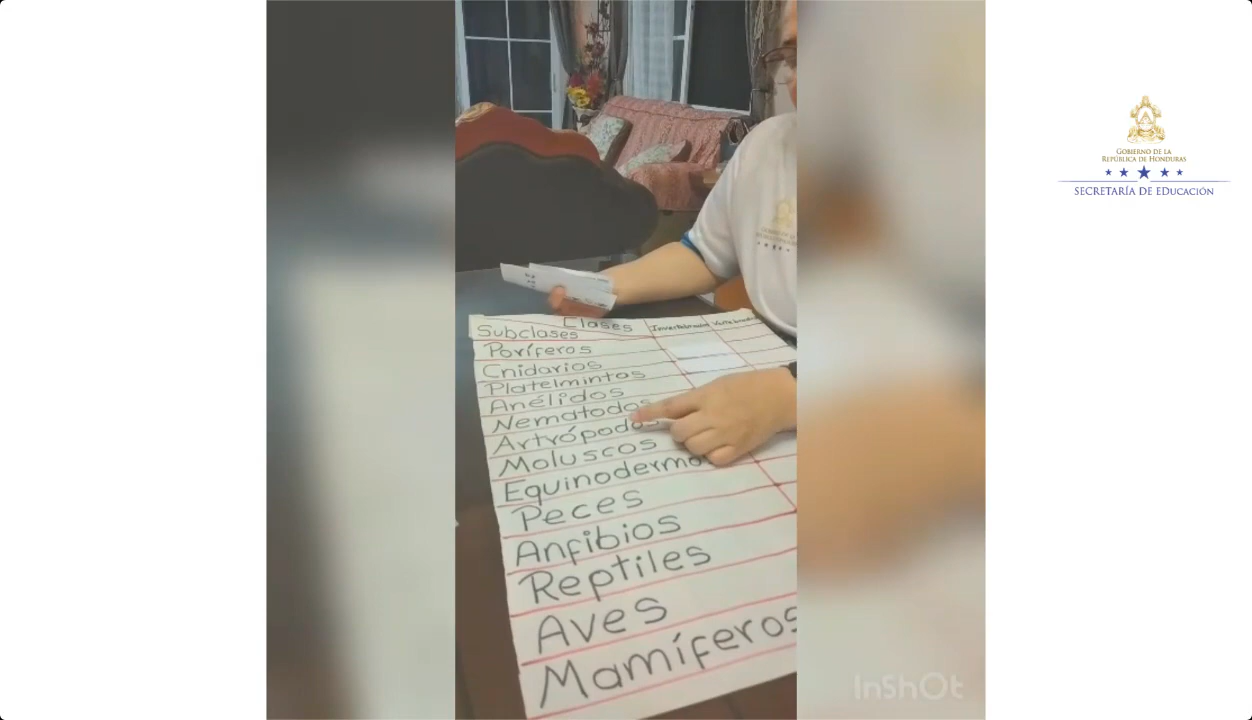 Clases
Invertebrados
Subclases
Poríferos
Cnidarios
Platelmintos
Anélidos
Nematodos
Artrópodos
Moluscos
Equinodermo
Peces
Anfibios
Reptiles
Aves
Mamíferos
GOBIERNO DE LA
REPÚBLICA DE HONDURAS
SECRETARÍA DE EDUCACIÓN
InShOt